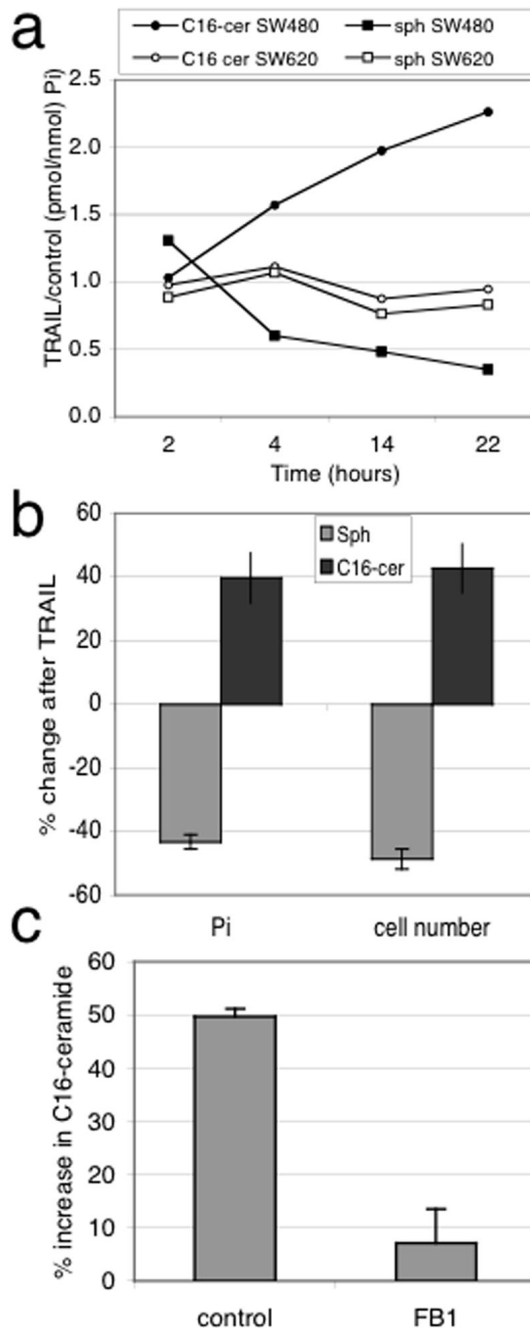 a
C16-cer SW480 sph SW480
C16 cer SW620 sph SW620
TRAIL/control (pmol/nmol) Pi)
2.5
2.0
1.5
1.0
0.5
0.0
2 4 14 22
Time (hours)
b
% change after TRAIL
60
40
20
0
-20
-40
-60
Sph
C16-cer
Pi cell number
c
% increase in C16-ceramide
60
50
40
30
20
10
0
control FB1